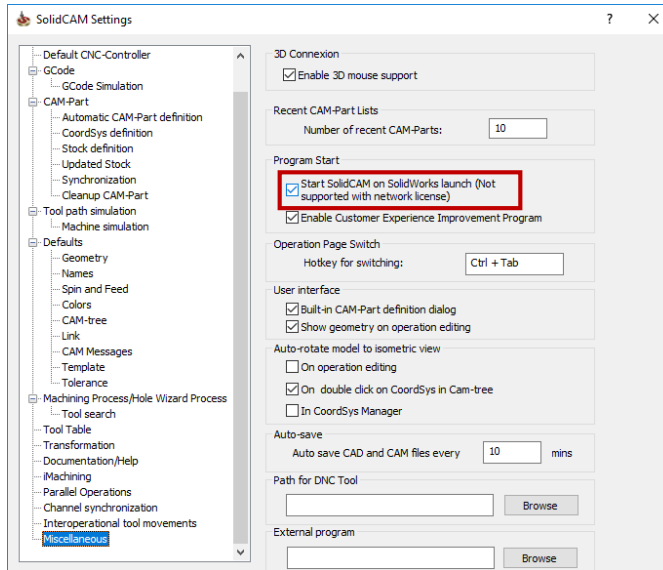 SolidCAM Settings
?
Default CNC-Controller
GCode
GCode Simulation
CAM-Part
Automatic CAM-Part definition
CoordSys definition
Stock definition
Updated Stock
Synchronization
Cleanup CAM-Part
Tool path simulation
Machine simulation
Defaults
Geometry
Names
Spin and Feed
Colors
CAM-tree
Link
CAM Messages
Template
Tolerance
Machining Process/Hole Wizard Process
Tool search
Tool Table
Transformation
Documentation/Help
iMachining
Parallel Operations
Channel synchronization
Interoperational tool movements
Miscellaneous
3D Connexion
Enable 3D mouse support
Recent CAM-Part Lists
Number of recent CAM-Parts: 10
Program Start
Start SolidCAM on SolidWorks launch (Not
supported with network license)
Enable Customer Experience Improvement Program
Operation Page Switch
Hotkey for switching: Ctrl + Tab
User interface
Built-in CAM-Part definition dialog
Show geometry on operation editing
Auto-rotate model to isometric view
On operation editing
On double click on CoordSys in Cam-tree
In CoordSys Manager
Auto-save
Auto save CAD and CAM files every 10 mins
Path for DNC Tool
Browse
External program
Browse